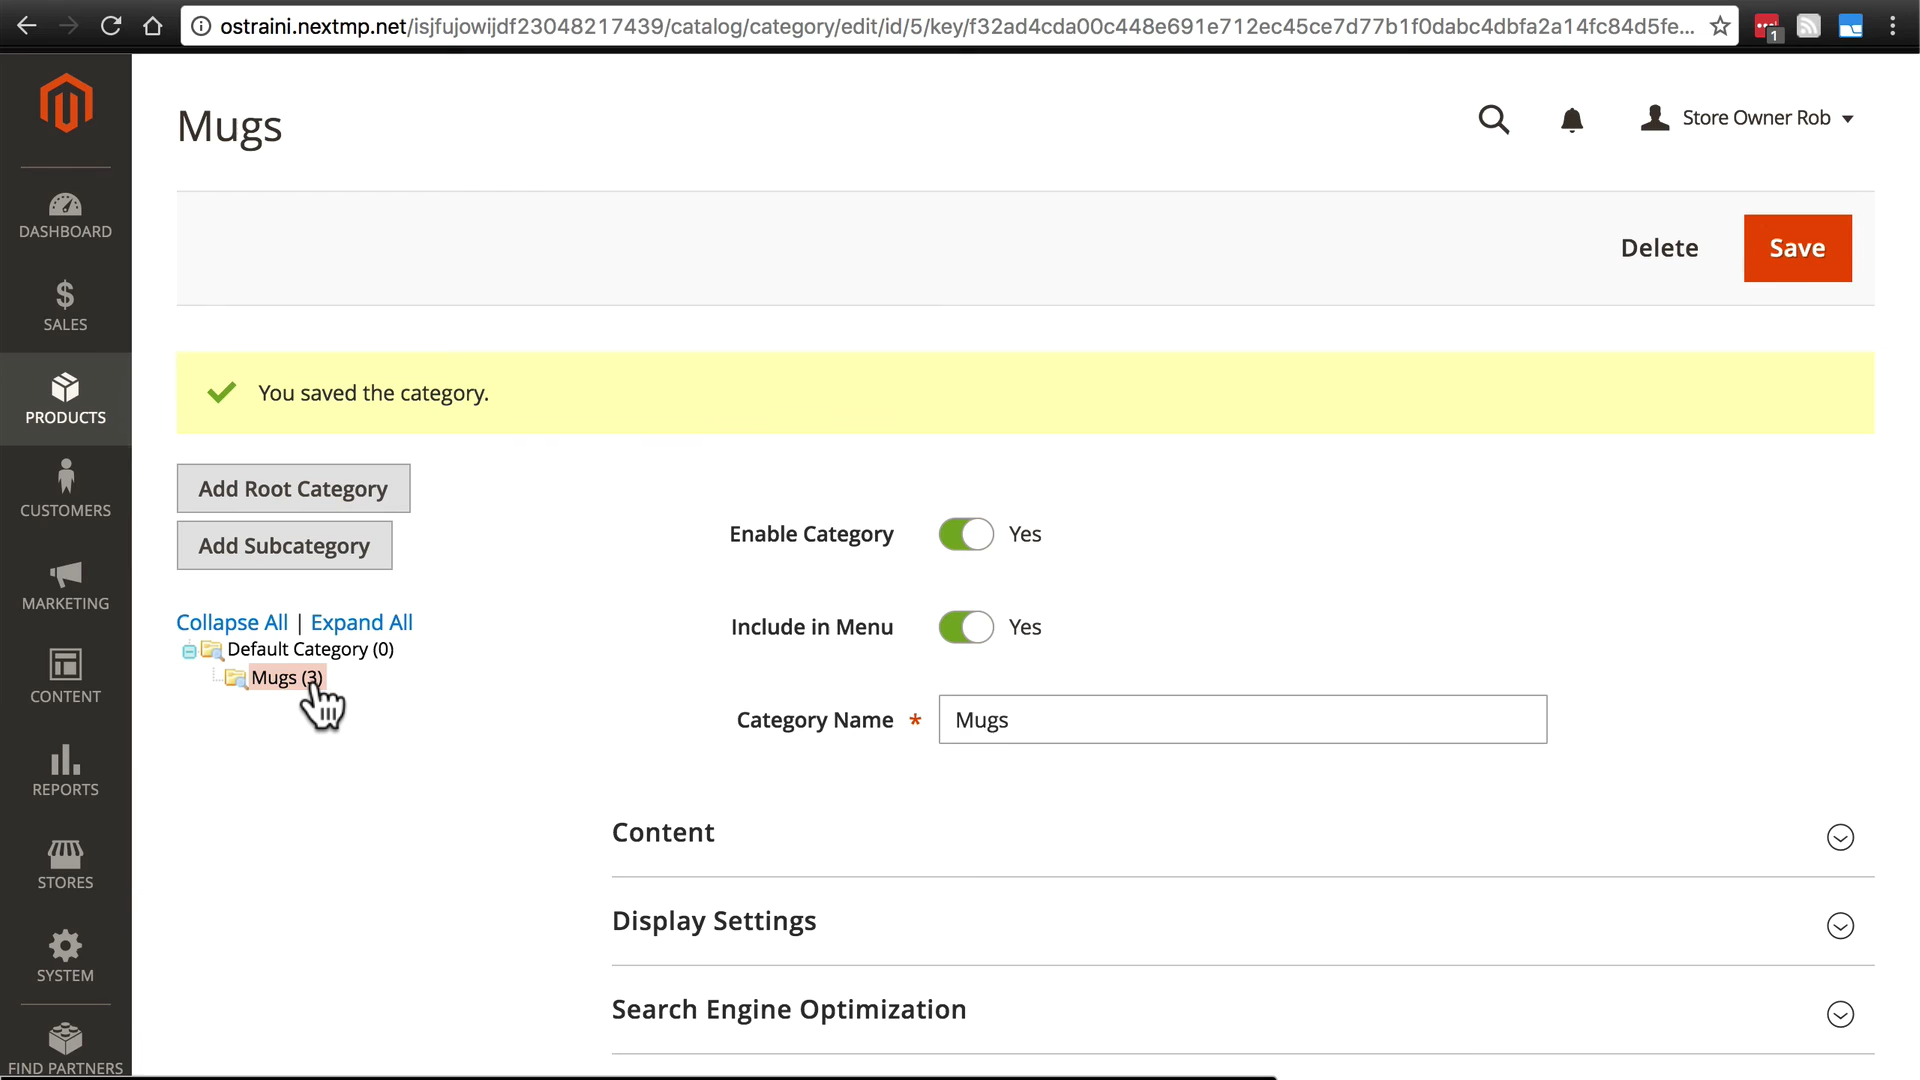 ostraini.nextmp.net/isjfujowijdf23048217439/catalog/category/edit/id/5/key/f32ad4cda00c448e691e712ec45ce7d77b1f0dabc4dbfa2a14fc84d5fe...
1
Mugs
Store Owner Rob
DASHBOARD
SALES
PRODUCTS
CUSTOMERS
MARKETING
CONTENT
REPORTS
STORES
SYSTEM
FIND PARTNERS
Delete
Save
You saved the category.
Add Root Category
Add Subcategory
Collapse All | Expand All
Default Category (0)
Mugs (3)
Enable Category
Yes
Include in Menu
Yes
Category Name *
Mugs
Content
Display Settings
Search Engine Optimization